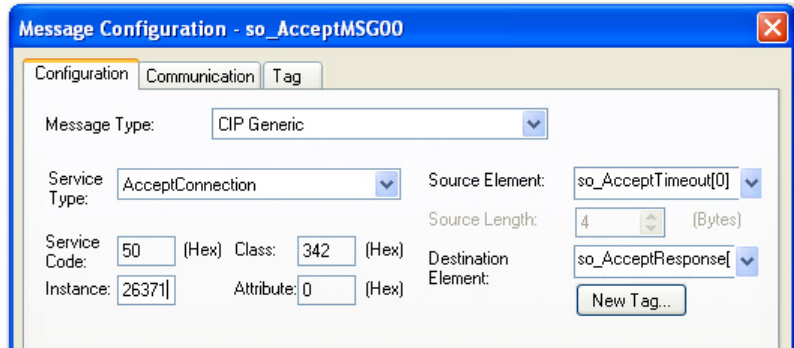 Message Configuration - so_AcceptMSG00
Configuration Communication Tag
Message Type: CIP Generic
Service Type: AcceptConnection
Source Element: so_AcceptTimeout[0]
Source Length: 4 (Bytes)
Service Code: 50 (Hex) Class: 342 (Hex)
Destination Element: so_AcceptResponse[
Instance: 26371 Attribute: 0 (Hex)
New Tag...